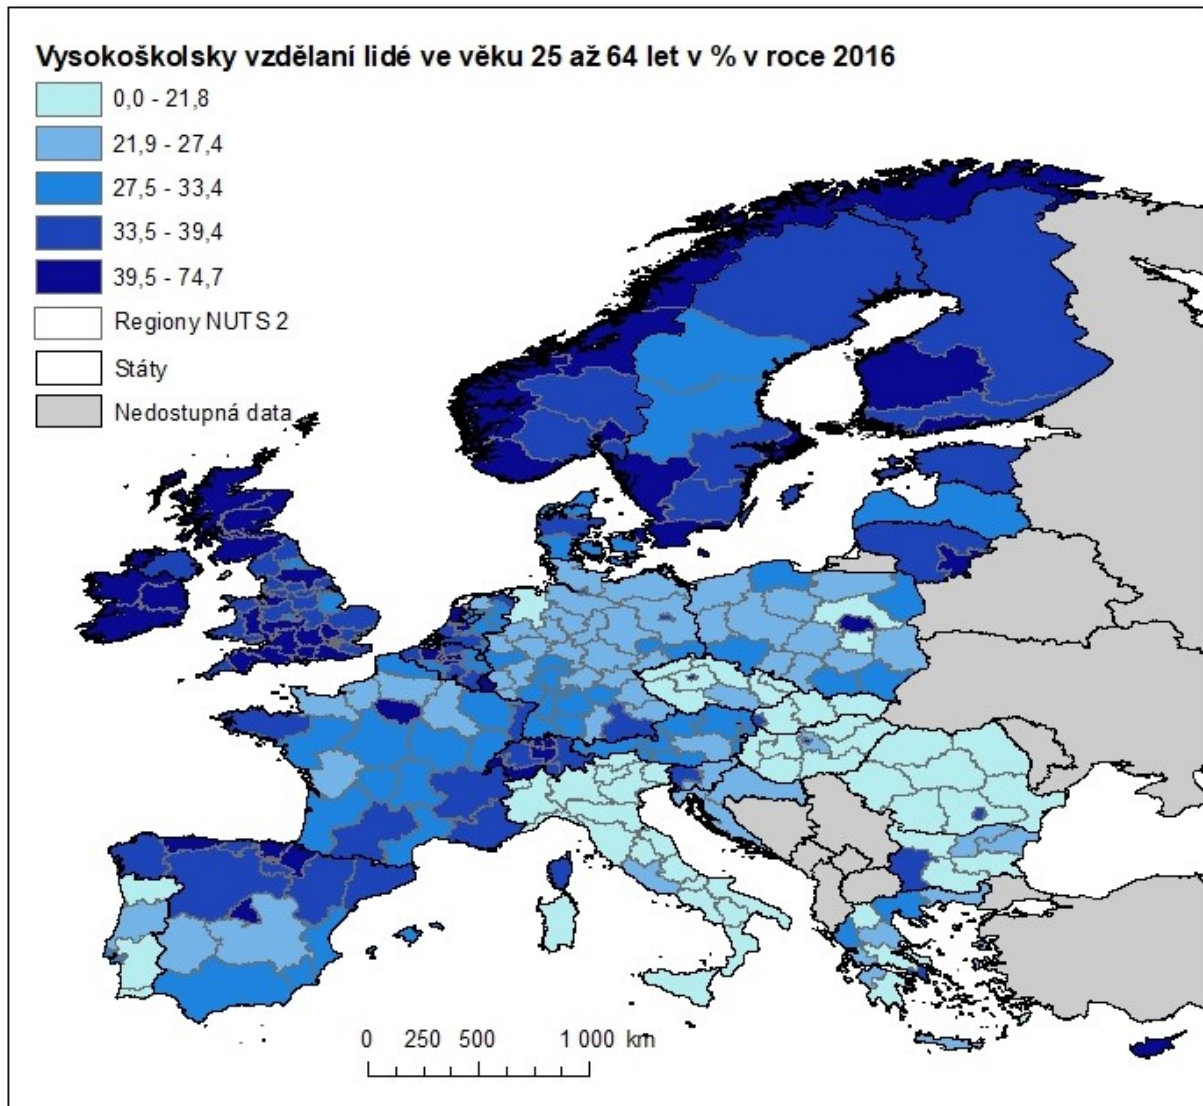 Vysokoškolsky vzdělaní lidé ve věku 25 až 64 let v % v roce 2016
0,0 - 21,8
21,9 - 27,4
27,5 - 33,4
33,5 - 39,4
39,5 - 74,7
Regiony NUTS 2
Státy
Nedostupná data
0 250 500 1 000 km